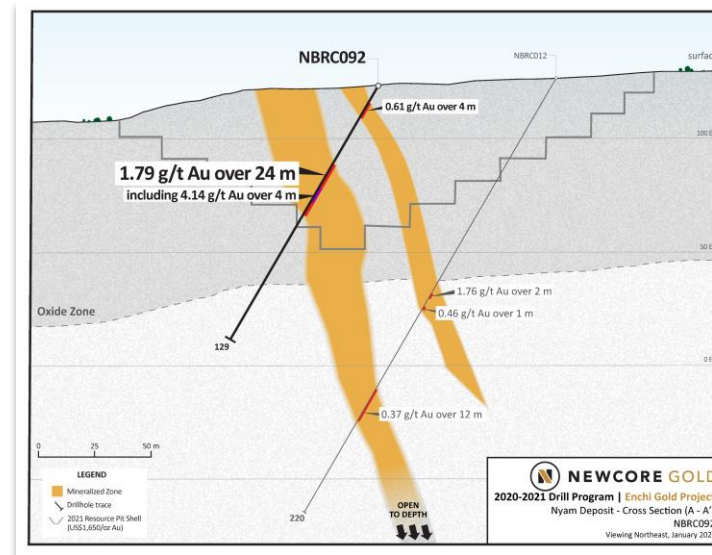 NBRC092
NBRC012
surfac
0.61 g/t Au over 4 m
100 E
1.79 g/t Au over 24 m
including 4.14 g/t Au over 4 m
50 E
1.76 g/t Au over 2 m
0.46 g/t Au over 1 m
Oxide Zone
129
0 E
0.37 g/t Au over 12 m
0 25 50 m
LEGEND
Mineralized Zone
Drillhole trace
2021 Resource Pit Shell
(US$1,650/oz Au)
220
OPEN
TO DEPTH
N NEWCORE GOLD
2020-2021 Drill Program | Enchi Gold Project
Nyam Deposit - Cross Section (A - A'
NBRC092
Viewing Northeast, January 202